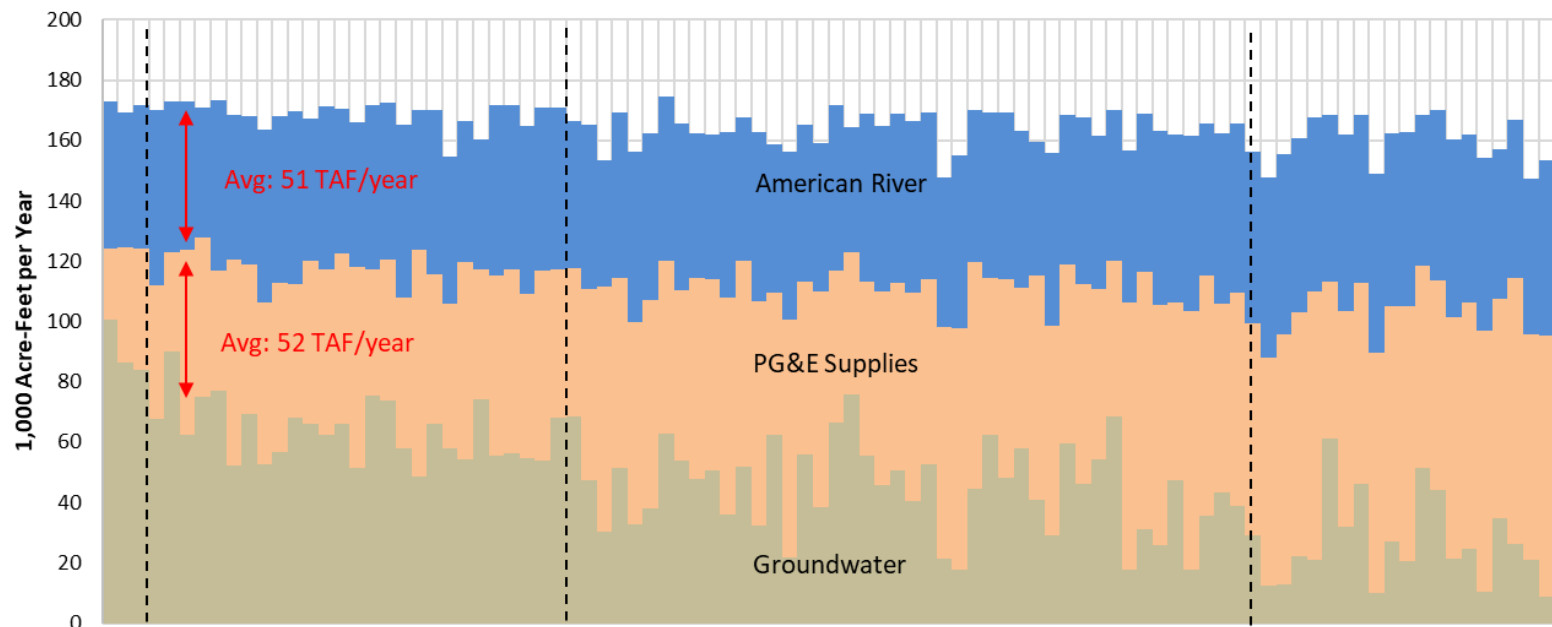 200
180
160
140
120
100
80
60
40
20
0
1,000 Acre-Feet per Year
Avg: 51 TAF/year
American River
Avg: 52 TAF/year
PG&E Supplies
Groundwater